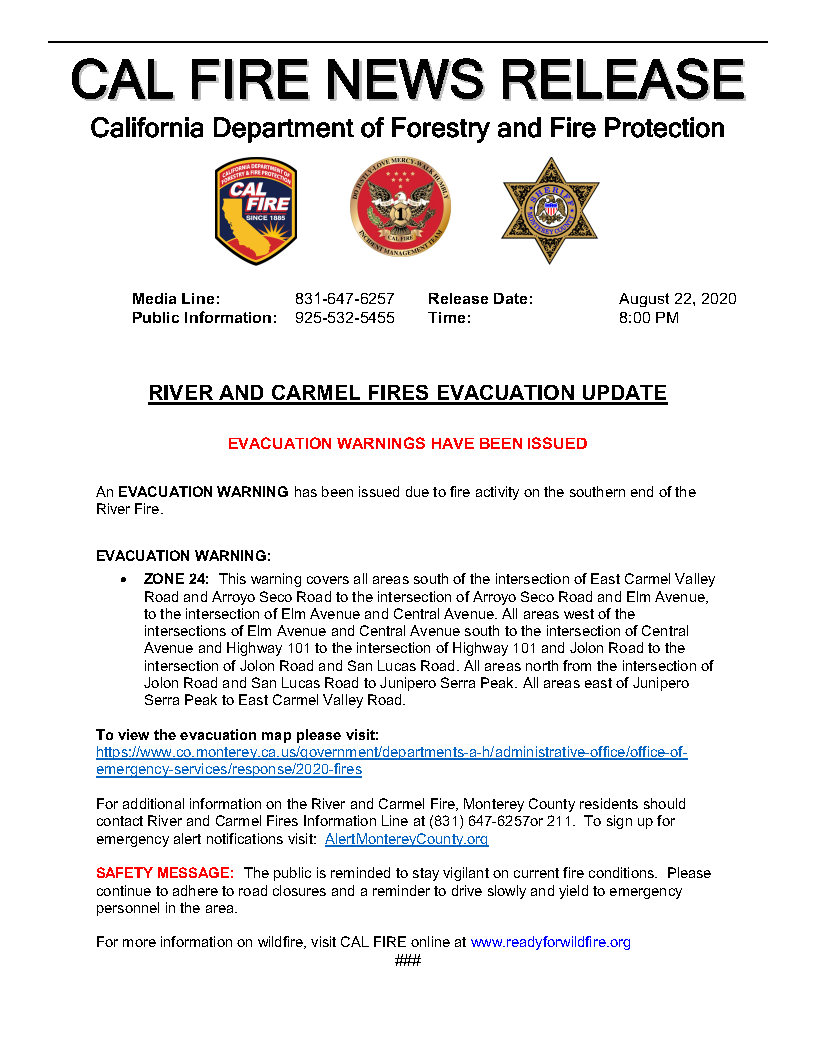 CAL FIRE NEWS RELEASE
California Department of Forestry and Fire Protection
CALIFORNIA DEPARTMENT OF
FORESTRY & FIRE PROTECTION
CAL
FIRE
SINCE 1885
DO JUSTLY-LOVE MERCY-WALK HUMBLY
1
CAL FIRE
INCIDENT MANAGEMENT TEAM
SHERIFF
MONTEREY COUNTY
Media Line: 831-647-6257 Release Date: August 22, 2020
Public Information: 925-532-5455 Time: 8:00 PM
RIVER AND CARMEL FIRES EVACUATION UPDATE
EVACUATION WARNINGS HAVE BEEN ISSUED
An EVACUATION WARNING has been issued due to fire activity on the southern end of the
River Fire.
EVACUATION WARNING:
• ZONE 24: This warning covers all areas south of the intersection of East Carmel Valley
Road and Arroyo Seco Road to the intersection of Arroyo Seco Road and Elm Avenue,
to the intersection of Elm Avenue and Central Avenue. All areas west of the
intersections of Elm Avenue and Central Avenue south to the intersection of Central
Avenue and Highway 101 to the intersection of Highway 101 and Jolon Road to the
intersection of Jolon Road and San Lucas Road. All areas north from the intersection of
Jolon Road and San Lucas Road to Junipero Serra Peak. All areas east of Junipero
Serra Peak to East Carmel Valley Road.
To view the evacuation map please visit:
https://www.co.monterey.ca.us/government/departments-a-h/administrative-office/office-of-
emergency-services/response/2020-fires
For additional information on the River and Carmel Fire, Monterey County residents should
contact River and Carmel Fires Information Line at (831) 647-6257or 211. To sign up for
emergency alert notifications visit: AlertMontereyCounty.org
SAFETY MESSAGE: The public is reminded to stay vigilant on current fire conditions. Please
continue to adhere to road closures and a reminder to drive slowly and yield to emergency
personnel in the area.
For more information on wildfire, visit CAL FIRE online at www.readyforwildfire.org
###